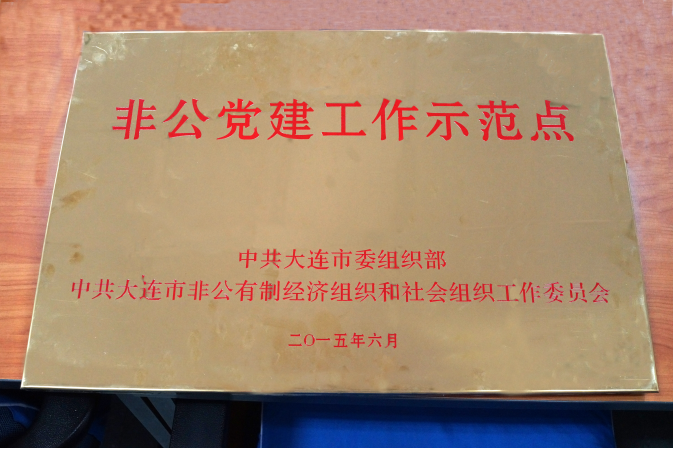 非公党建工作示范点
中共大连市委组织部
中共大连市非公有制经济组织和社会组织工作委员会
二〇一五年六月